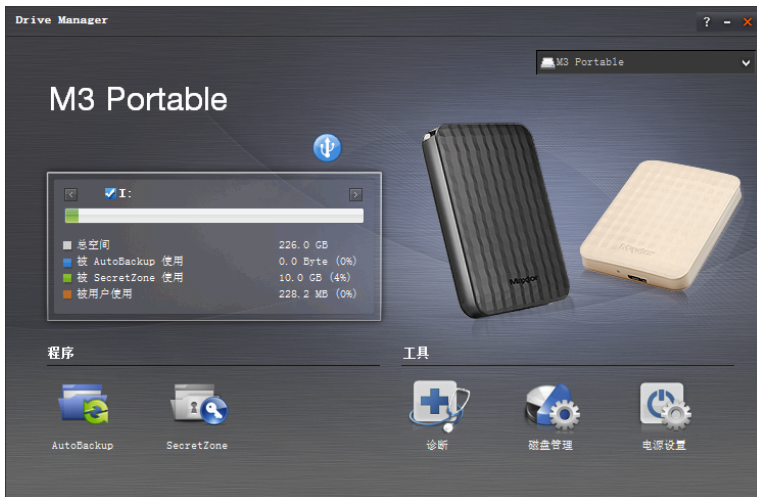 Drive Manager
? - ×
M3 Portable
M3 Portable
< I: >
总空间 226.0 GB
被 AutoBackup 使用 0.0 Byte (0%)
被 SecretZone 使用 10.0 GB (4%)
被用户使用 228.2 MB (0%)
Maxtor
Maxtor
程序
工具
AutoBackup
SecretZone
诊断
磁盘管理
电源设置